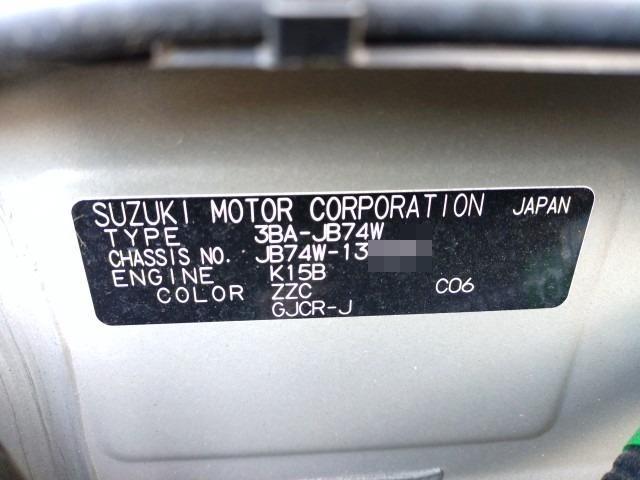 SUZUKI MOTOR CORPORATION JAPAN
TYPE 3BA-JB74W
CHASSIS NO. JB74W-13
ENGINE K15B
COLOR ZZC C06
GJCR-J